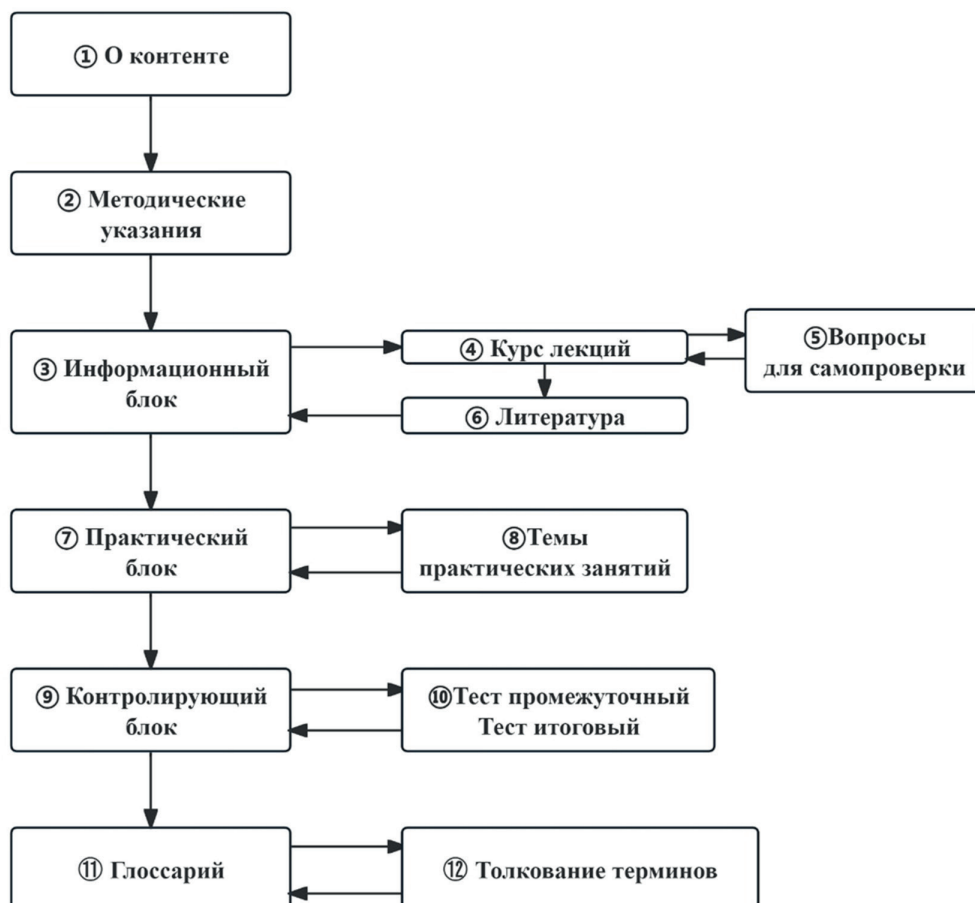 ① О контенте
② Методические
указания
③ Информационный
блок
④ Курс лекций
⑤Вопросы
для самопроверки
⑥ Литература
⑦ Практический
блок
⑧Темы
практических занятий
⑨ Контролирующий
блок
⑩Тест промежуточный
Тест итоговый
⑪ Глоссарий
⑫ Толкование терминов